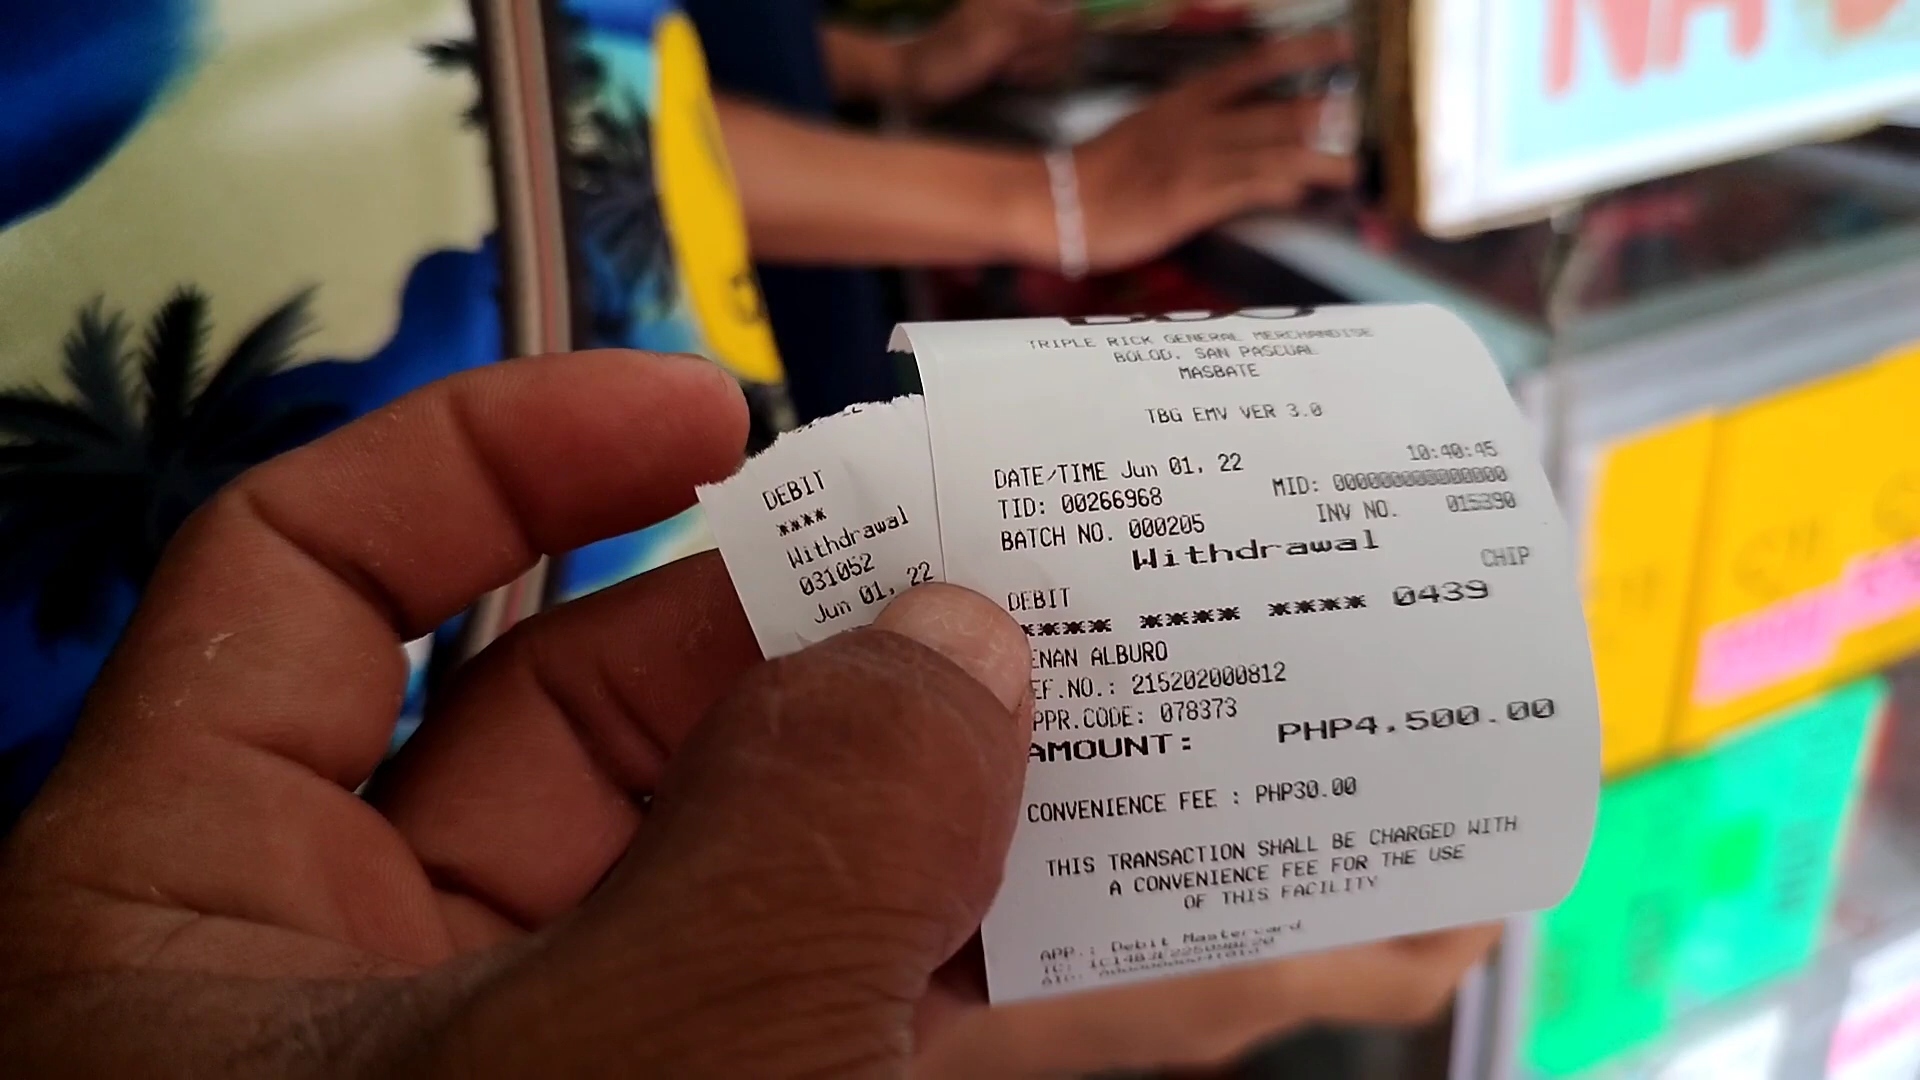 NA
TRIPLE RICK GENERAL MERCHANDISE
BOLOD, SAN PASCUAL
MASBATE
TBG EMV VER 3.0
DATE/TIME Jun 01, 22 10:40:45
TID: 00266968 MID: 000000000000000
BATCH NO. 000205 INV NO. 015390
Withdrawal
CHIP
DEBIT
**** **** **** 0439
ENAN ALBURO
EF.NO.: 215202000812
PPR.CODE: 078373
AMOUNT: PHP4,500.00
CONVENIENCE FEE : PHP30.00
THIS TRANSACTION SHALL BE CHARGED WITH
A CONVENIENCE FEE FOR THE USE
OF THIS FACILITY
APP.: Debit Mastercard
TC:
AID:
DEBIT
****
Withdrawal
031052
Jun 01, 22